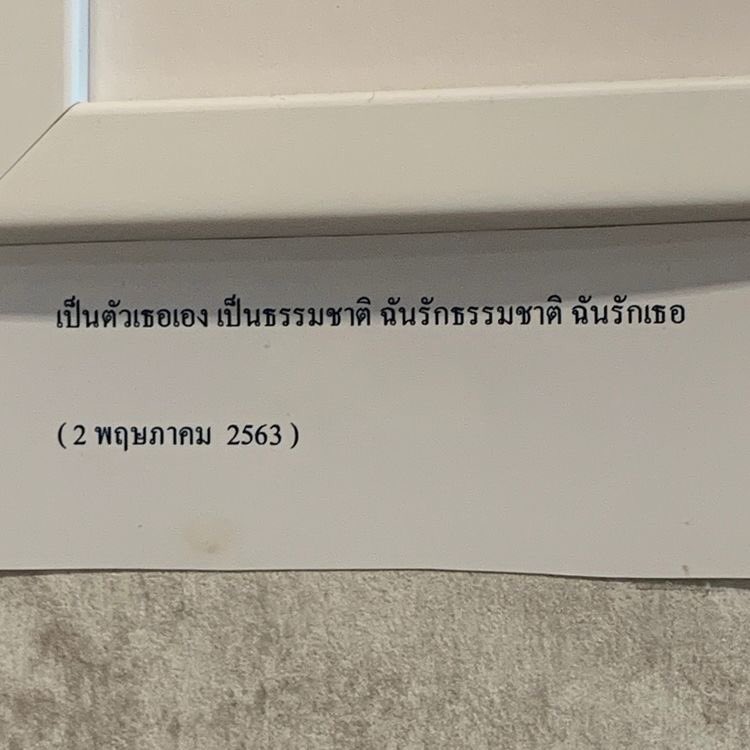 เป็นตัวเธอเอง เป็นธรรมชาติ ฉันรักธรรมชาติ ฉันรักเธอ
( 2 พฤษภาคม 2563 )